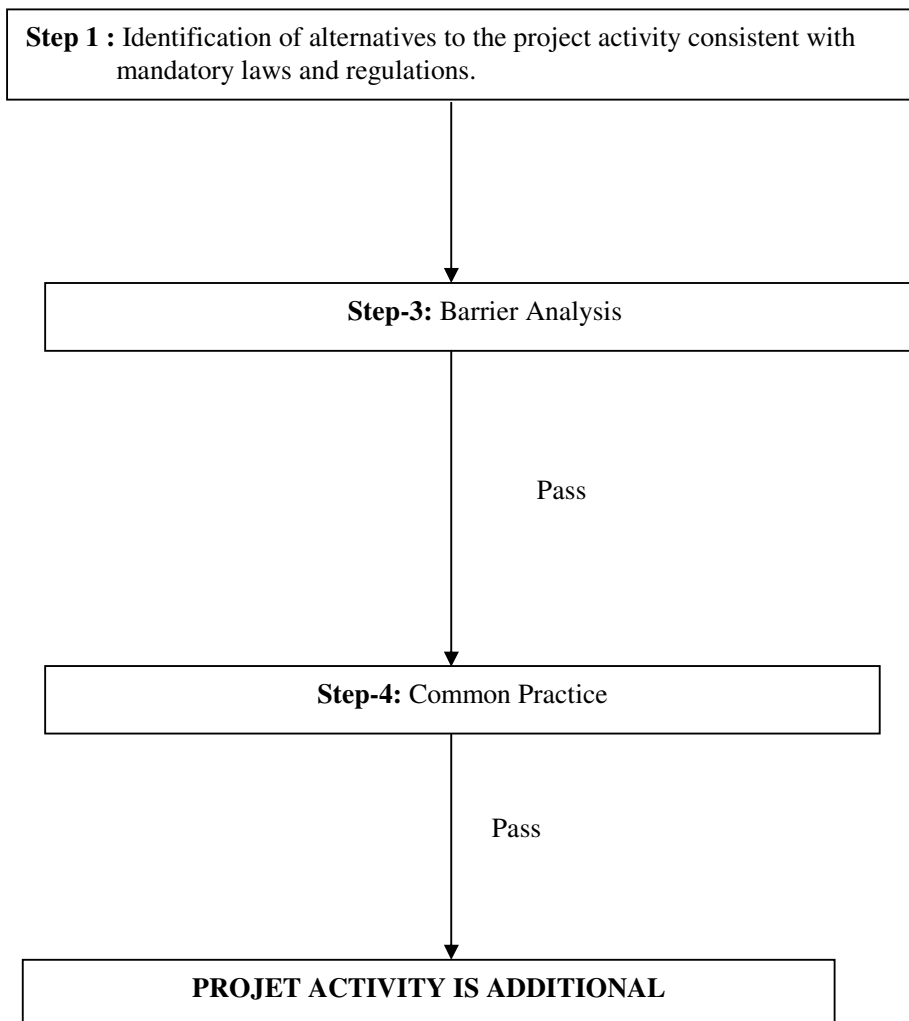 Step 1 : Identification of alternatives to the project activity consistent with
mandatory laws and regulations.
Step-3: Barrier Analysis
Pass
Step-4: Common Practice
Pass
PROJET ACTIVITY IS ADDITIONAL